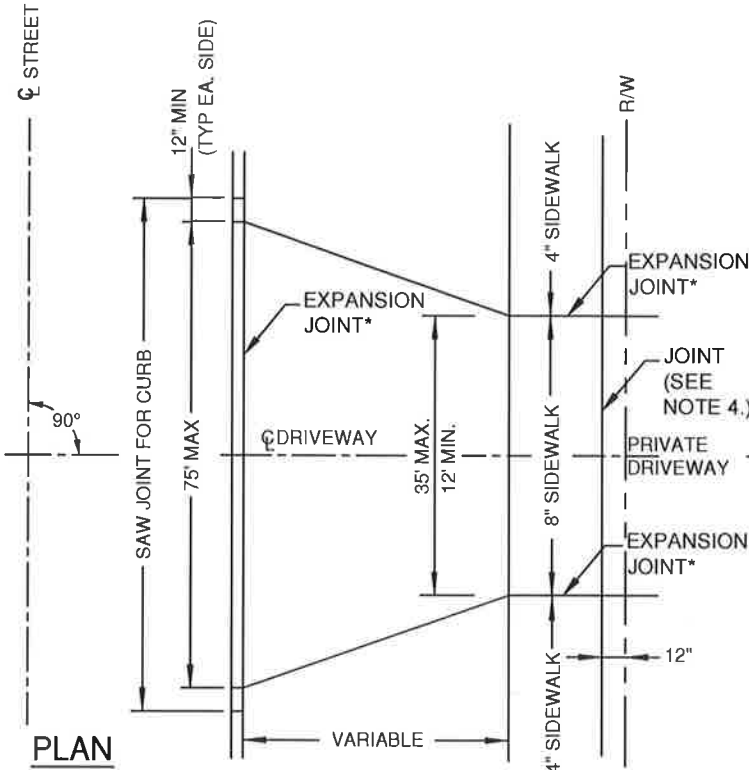 ℄ STREET
12" MIN
(TYP EA. SIDE)
R/W
4" SIDEWALK
EXPANSION
JOINT*
EXPANSION
JOINT*
JOINT
(SEE
NOTE 4.)
SAW JOINT FOR CURB
75' MAX
90°
℄ DRIVEWAY
35' MAX.
12' MIN.
8" SIDEWALK
PRIVATE
DRIVEWAY
EXPANSION
JOINT*
12"
4" SIDEWALK
VARIABLE
PLAN